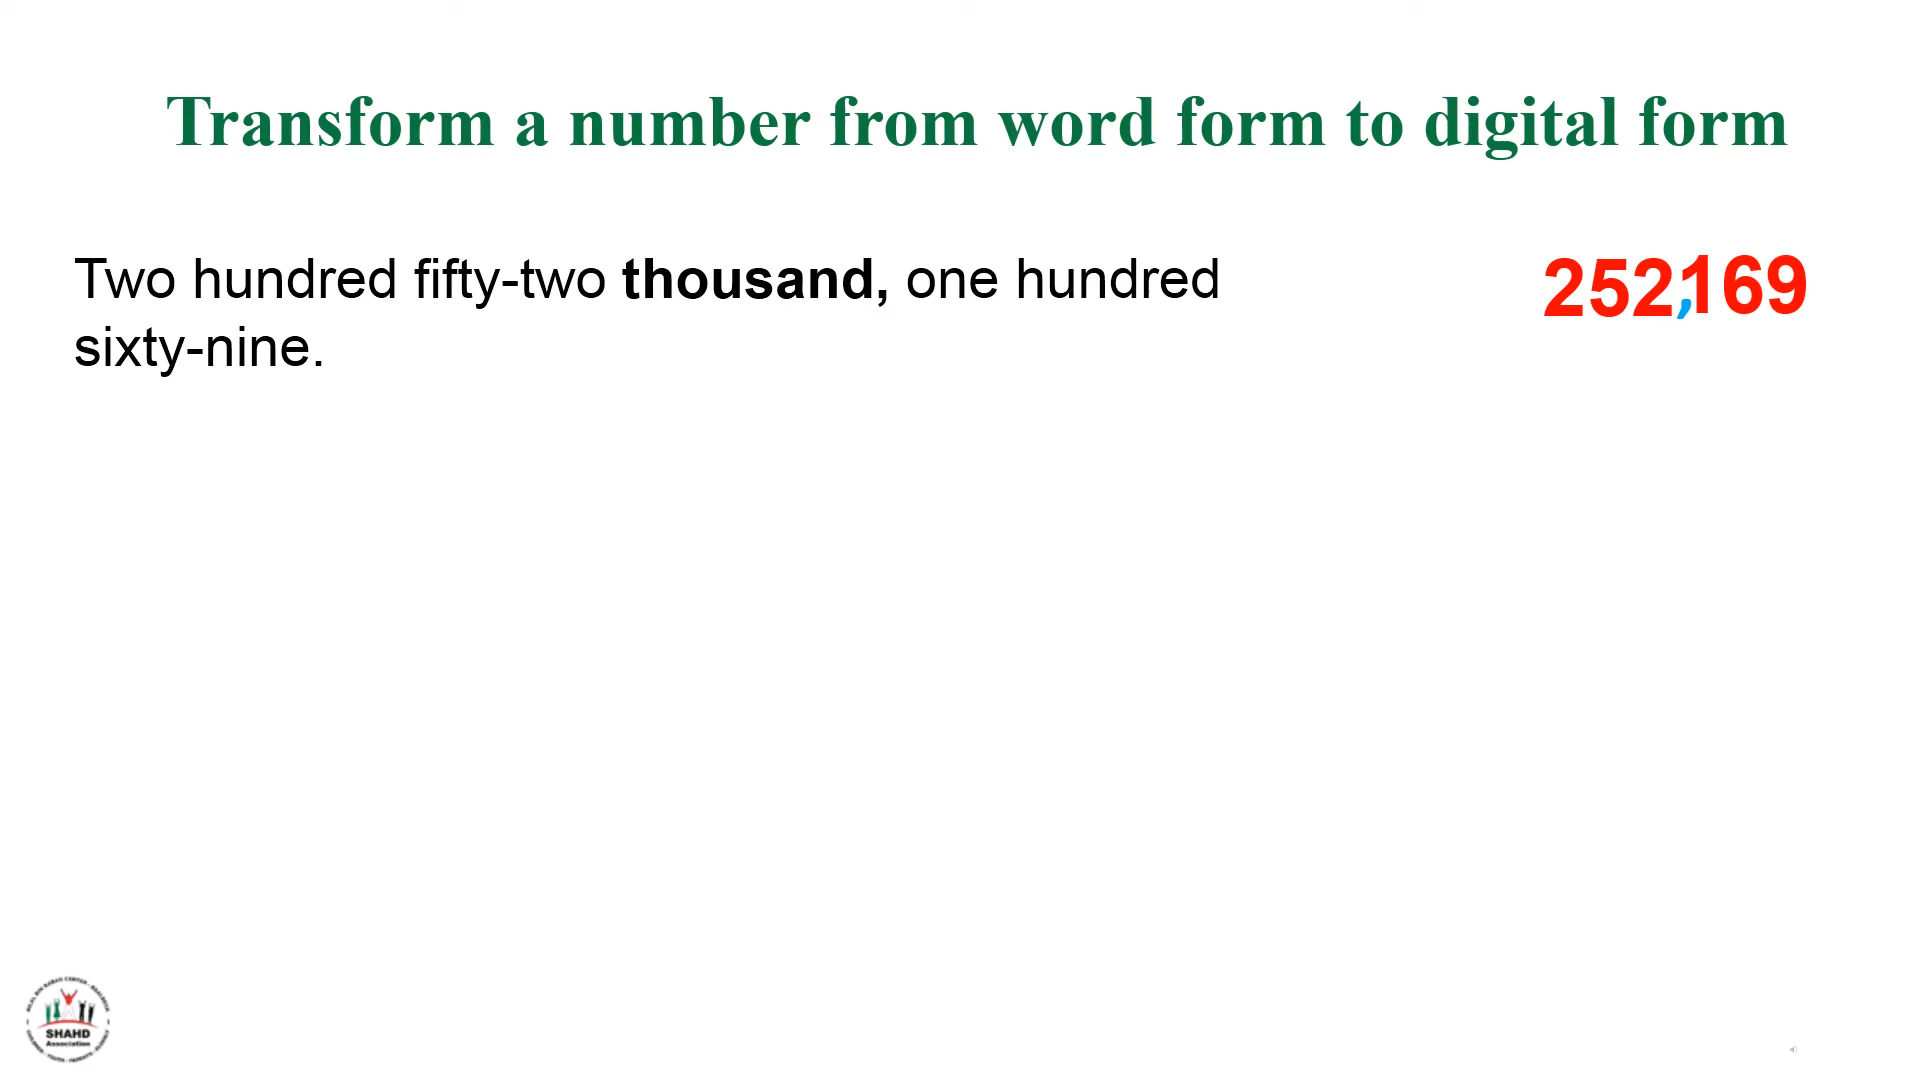 Transform a number from word form to digital form
Two hundred fifty-two thousand, one hundred
sixty-nine.
252,169
SHAHD
Association